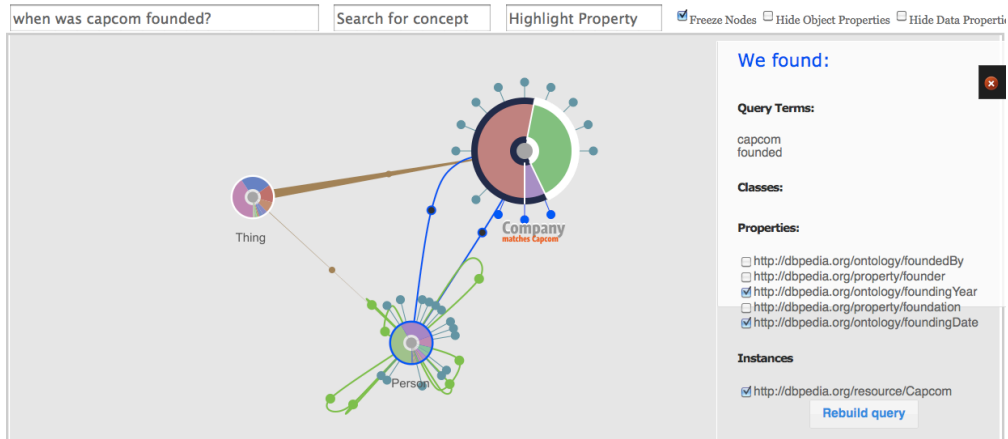 when was capcom founded?
Search for concept
Highlight Property
Freeze Nodes
Hide Object Properties
Hide Data Properti
We found:
Query Terms:
capcom
founded
Classes:
Properties:
http://dbpedia.org/ontology/foundedBy
http://dbpedia.org/property/founder
http://dbpedia.org/ontology/foundingYear
http://dbpedia.org/property/foundation
http://dbpedia.org/ontology/foundingDate
Instances
http://dbpedia.org/resource/Capcom
Rebuild query
Company
matches Capcom
Thing
Person